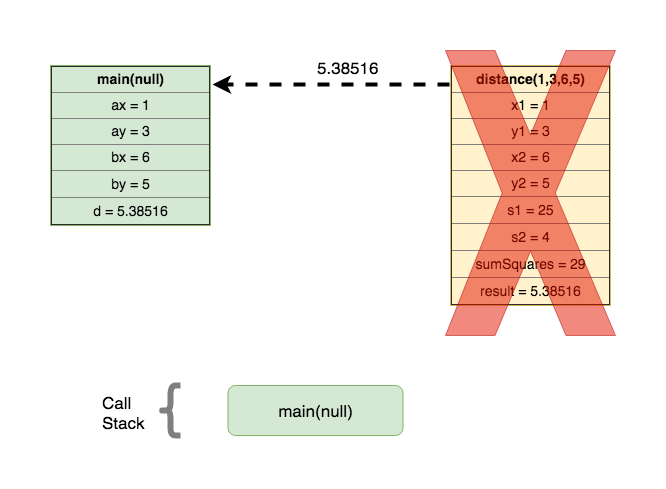 5.38516
main(null)
ax = 1
ay = 3
bx = 6
by = 5
d = 5.38516
distance(1,3,6,5)
x1 = 1
y1 = 3
x2 = 6
y2 = 5
s1 = 25
s2 = 4
sumSquares = 29
result = 5.38516
Call
Stack
main(null)